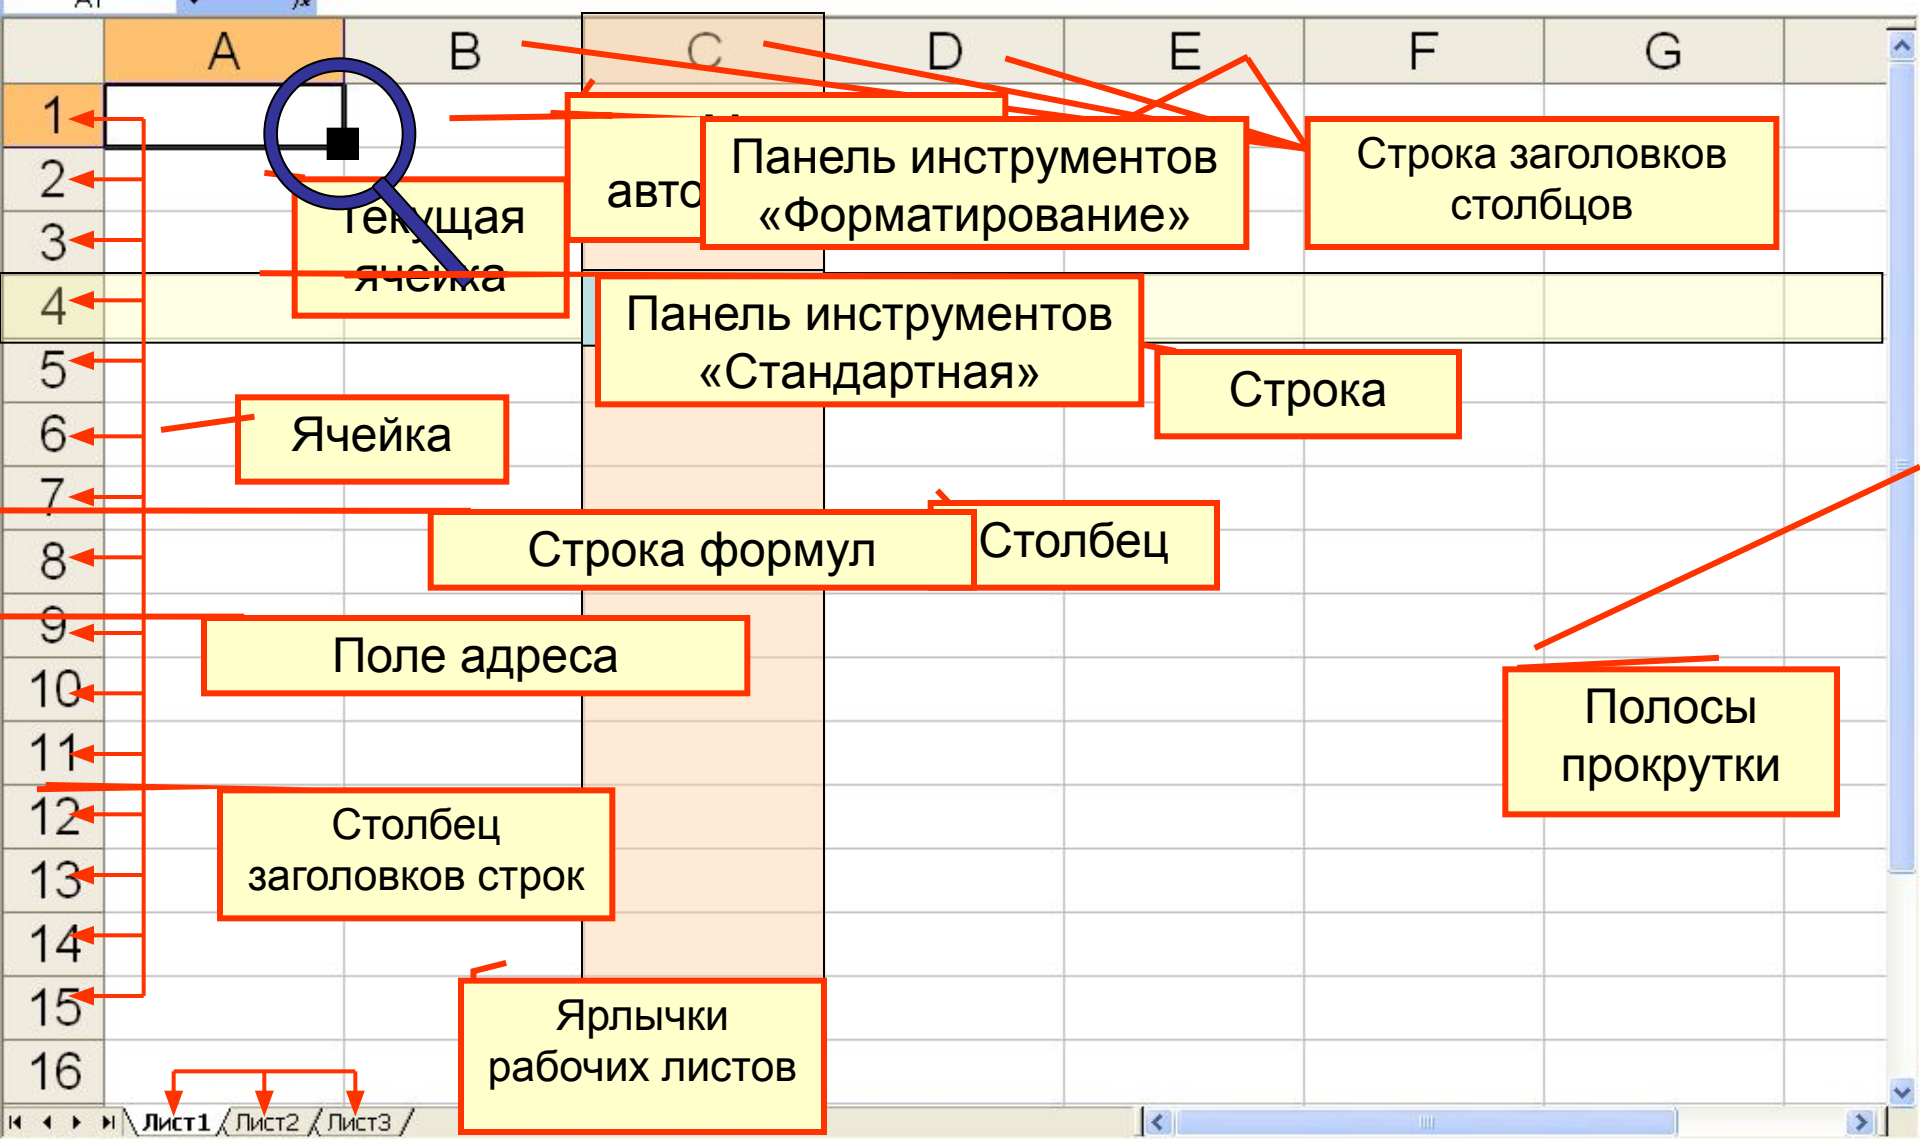 A B C D E F G
1
2
3
4
5
6
7
8
9
10
11
12
13
14
15
16
Панель инструментов
«Форматирование»
Строка заголовков
столбцов
Текущая
ячейка
Панель инструментов
«Стандартная»
Строка
Ячейка
Строка формул
Столбец
Поле адреса
Полосы
прокрутки
Столбец
заголовков строк
Ярлычки
рабочих листов
Лист1 Лист2 Лист3